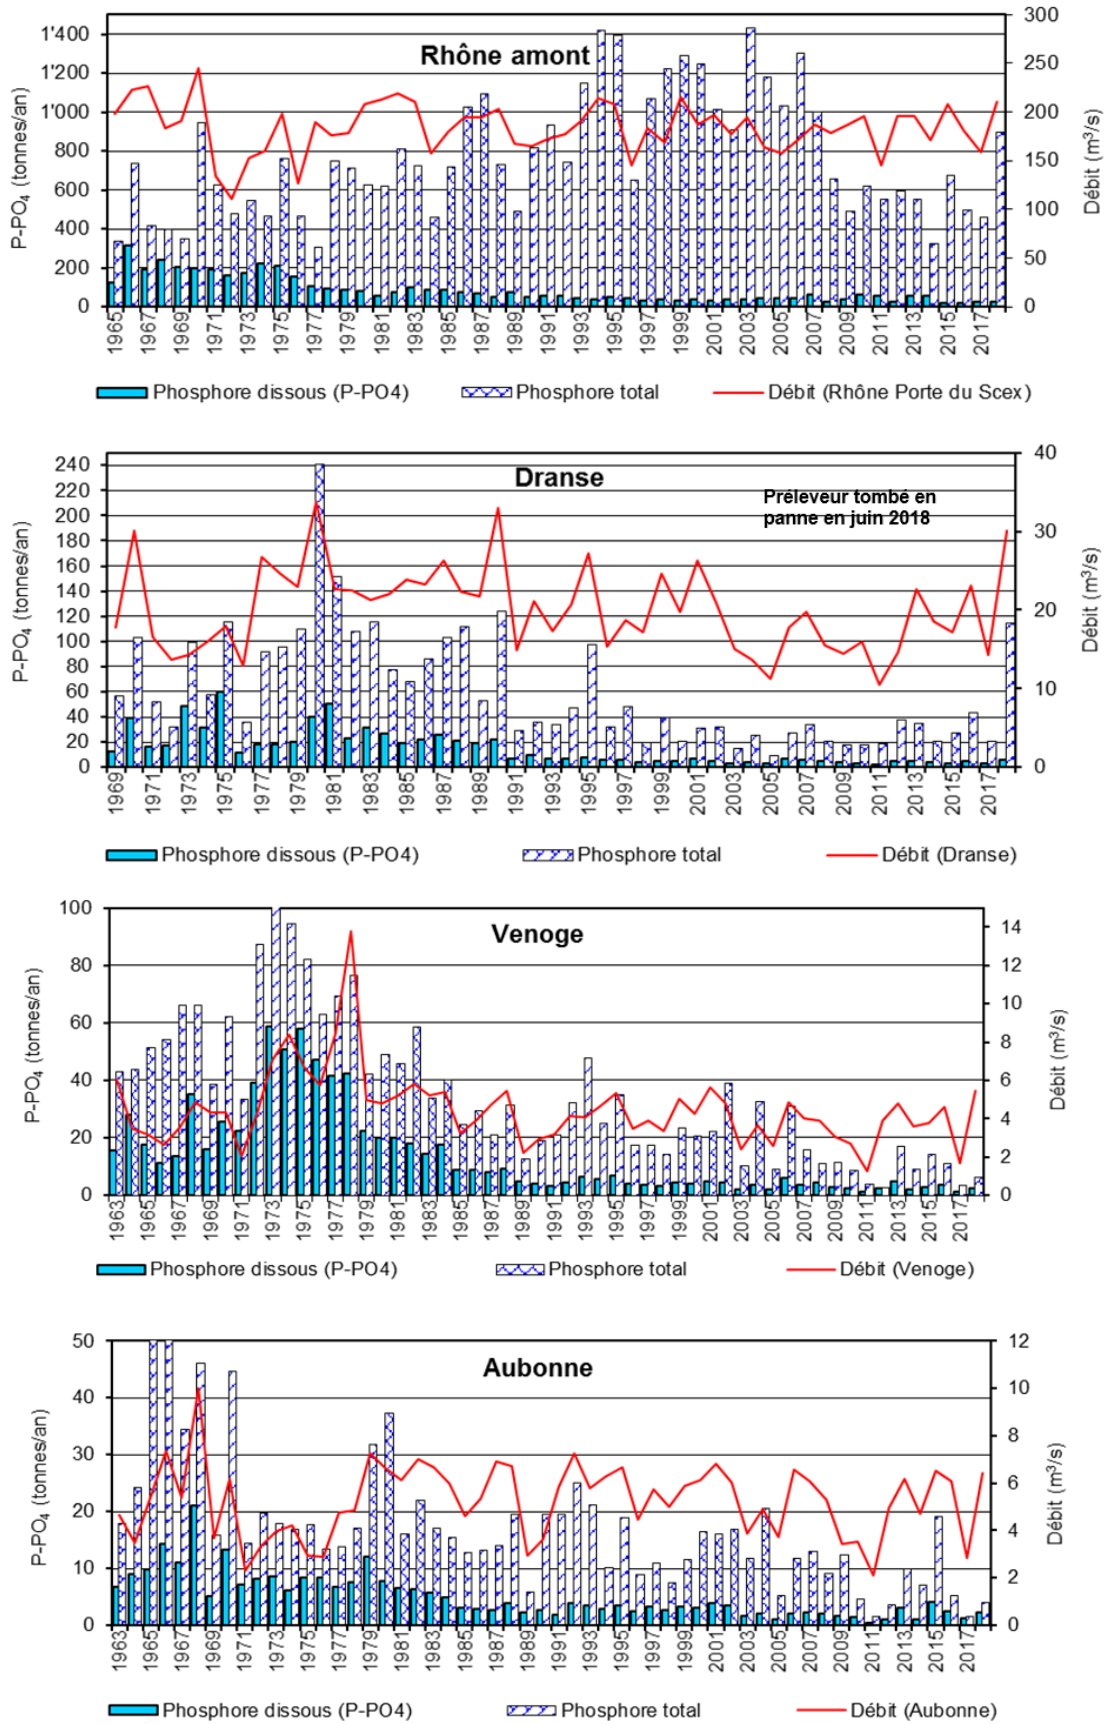 Rhône amont
P-PO4 (tonnes/an)
1'400
1'200
1'000
800
600
400
200
0
300
250
200
150
100
50
0
Débit (m³/s)
1965 1967 1969 1971 1973 1975 1977 1979 1981 1983 1985 1987 1989 1991 1993 1995 1997 1999 2001 2003 2005 2007 2009 2011 2013 2015 2017
Phosphore dissous (P-PO4) Phosphore total Débit (Rhône Porte du Scex)
Dranse
Préleveur tombé en
panne en juin 2018
P-PO4 (tonnes/an)
240
220
200
180
160
140
120
100
80
60
40
20
0
40
30
20
10
0
Débit (m³/s)
1969 1971 1973 1975 1977 1979 1981 1983 1985 1987 1989 1991 1993 1995 1997 1999 2001 2003 2005 2007 2009 2011 2013 2015 2017
Phosphore dissous (P-PO4) Phosphore total Débit (Dranse)
Venoge
P-PO4 (tonnes/an)
100
80
60
40
20
0
14
12
10
8
6
4
2
0
Débit (m³/s)
1963 1965 1967 1969 1971 1973 1975 1977 1979 1981 1983 1985 1987 1989 1991 1993 1995 1997 1999 2001 2003 2005 2007 2009 2011 2013 2015 2017
Phosphore dissous (P-PO4) Phosphore total Débit (Venoge)
Aubonne
P-PO4 (tonnes/an)
50
40
30
20
10
0
12
10
8
6
4
2
0
Débit (m³/s)
1963 1965 1967 1969 1971 1973 1975 1977 1979 1981 1983 1985 1987 1989 1991 1993 1995 1997 1999 2001 2003 2005 2007 2009 2011 2013 2015 2017
Phosphore dissous (P-PO4) Phosphore total Débit (Aubonne)